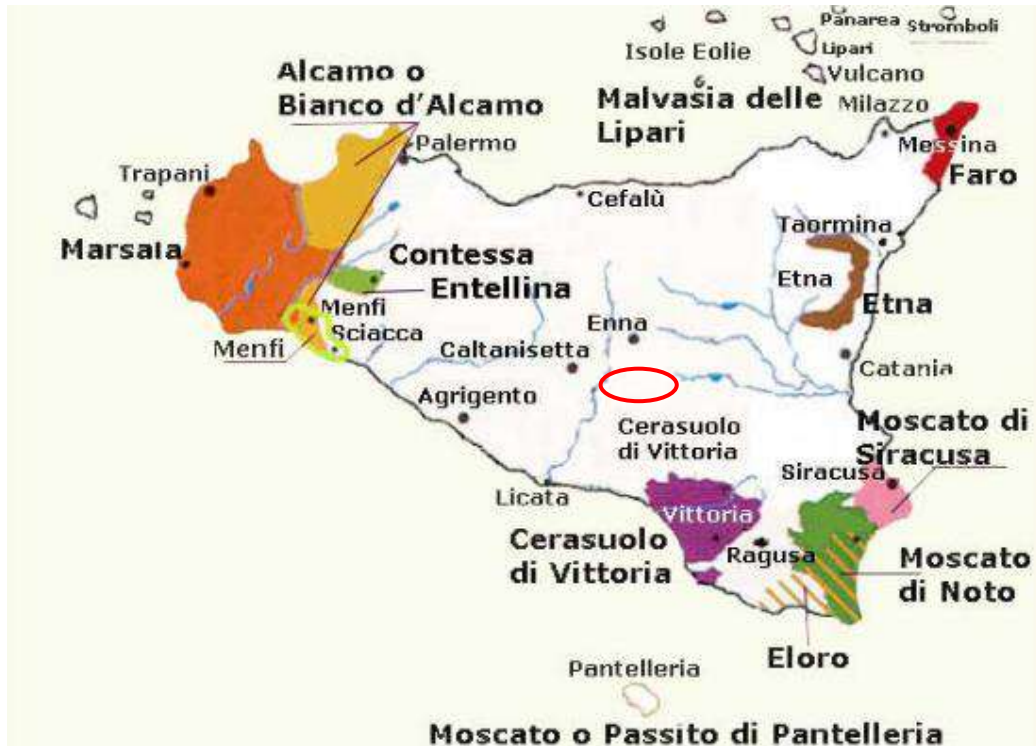 Panarea
Stromboli
Isole Eolie
Lipari
Alcamo o
Bianco d'Alcamo
Vulcano
Malvasia delle
Lipari
Milazzo
Palermo
Messina
Trapani
Faro
Cefalù
Taormina
Marsala
Contessa
Entellina
Etna
Etna
Menfi
Sciacca
Menfi
Enna
Caltanisetta
Catania
Agrigento
Cerasuolo
di Vittoria
Moscato di
Siracusa
Siracusa
Licata
Vittoria
Cerasuolo
di Vittoria
Ragusa
Moscato
di Noto
Eloro
Pantelleria
Moscato o Passito di Pantelleria